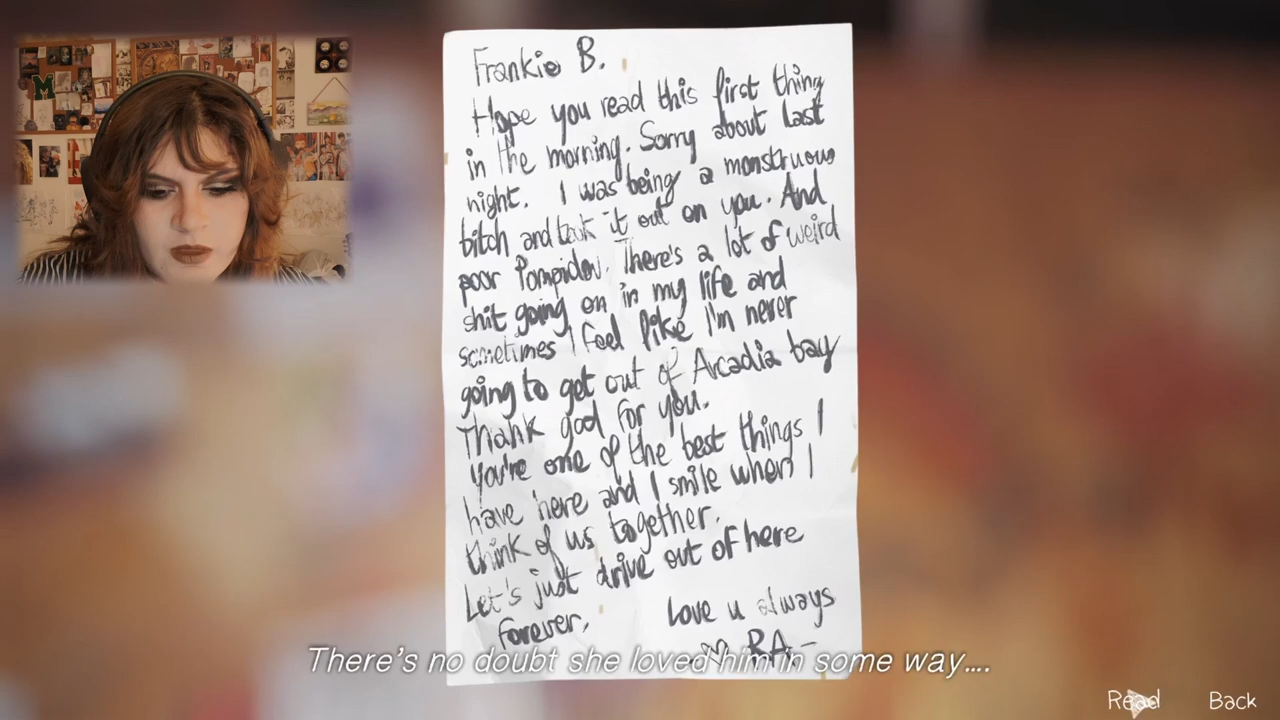 Frankie B.
Hope you read this first thing
in the morning. Sorry about last
night. I was being a monstruous
bitch and took it out on you. And
poor Pompidou. There's a lot of weird
shit going on in my life and
sometimes I feel like I'm never
going to get out of Arcadia bay
Thank god for you.
You're one of the best things I
have here and I smile when I
think of us together.
Let's just drive out of here
forever,
Love u always
RA
There's no doubt she loved him in some way....
Read Back
M